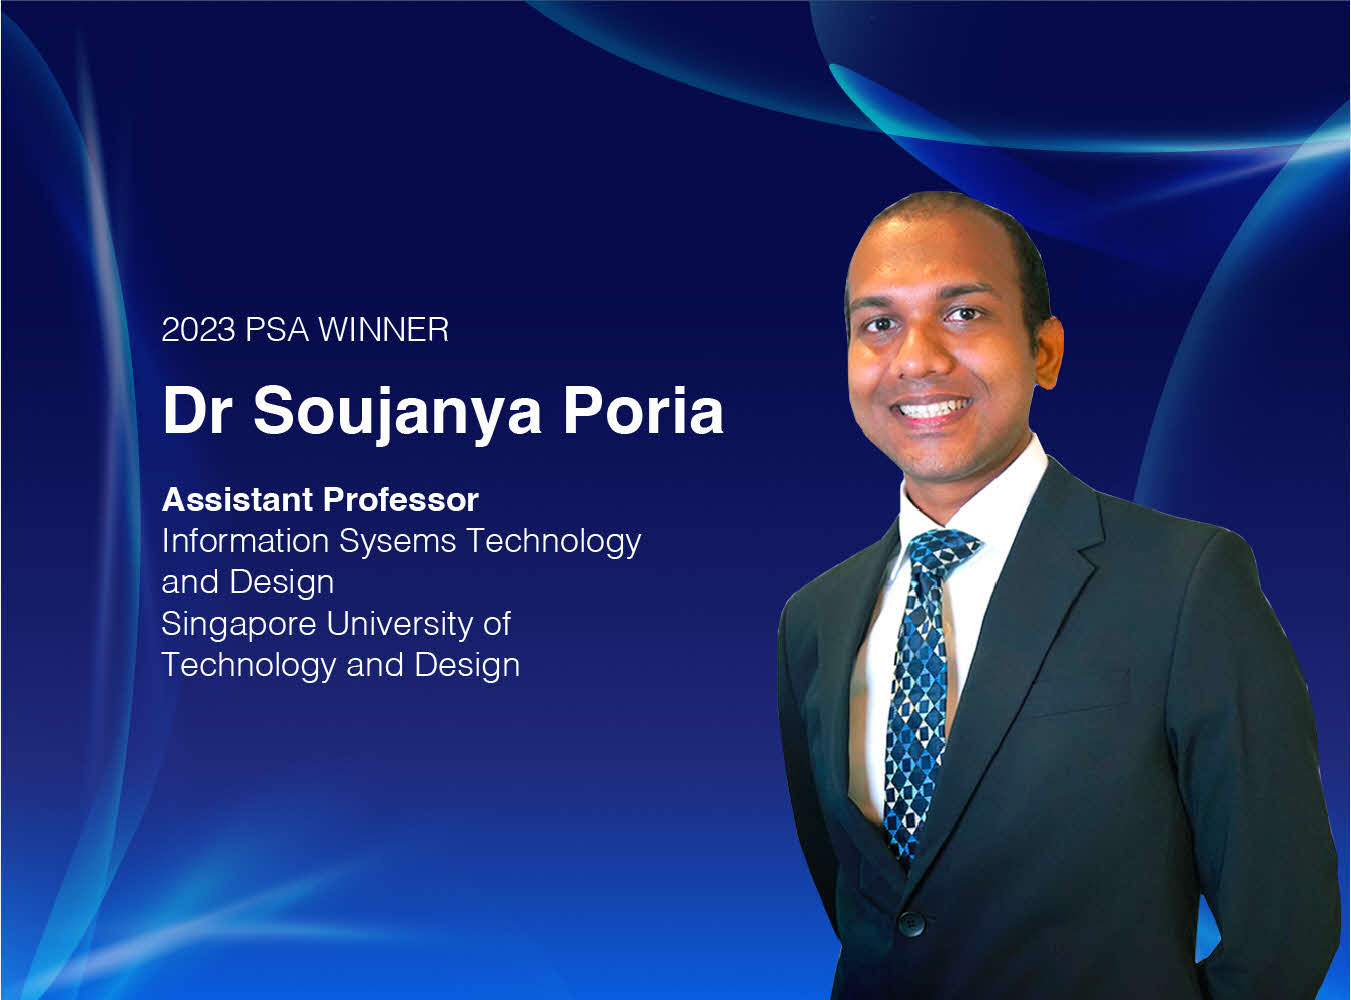 2023 PSA WINNER
Dr Soujanya Poria
Assistant Professor
Information Sysems Technology
and Design
Singapore University of
Technology and Design